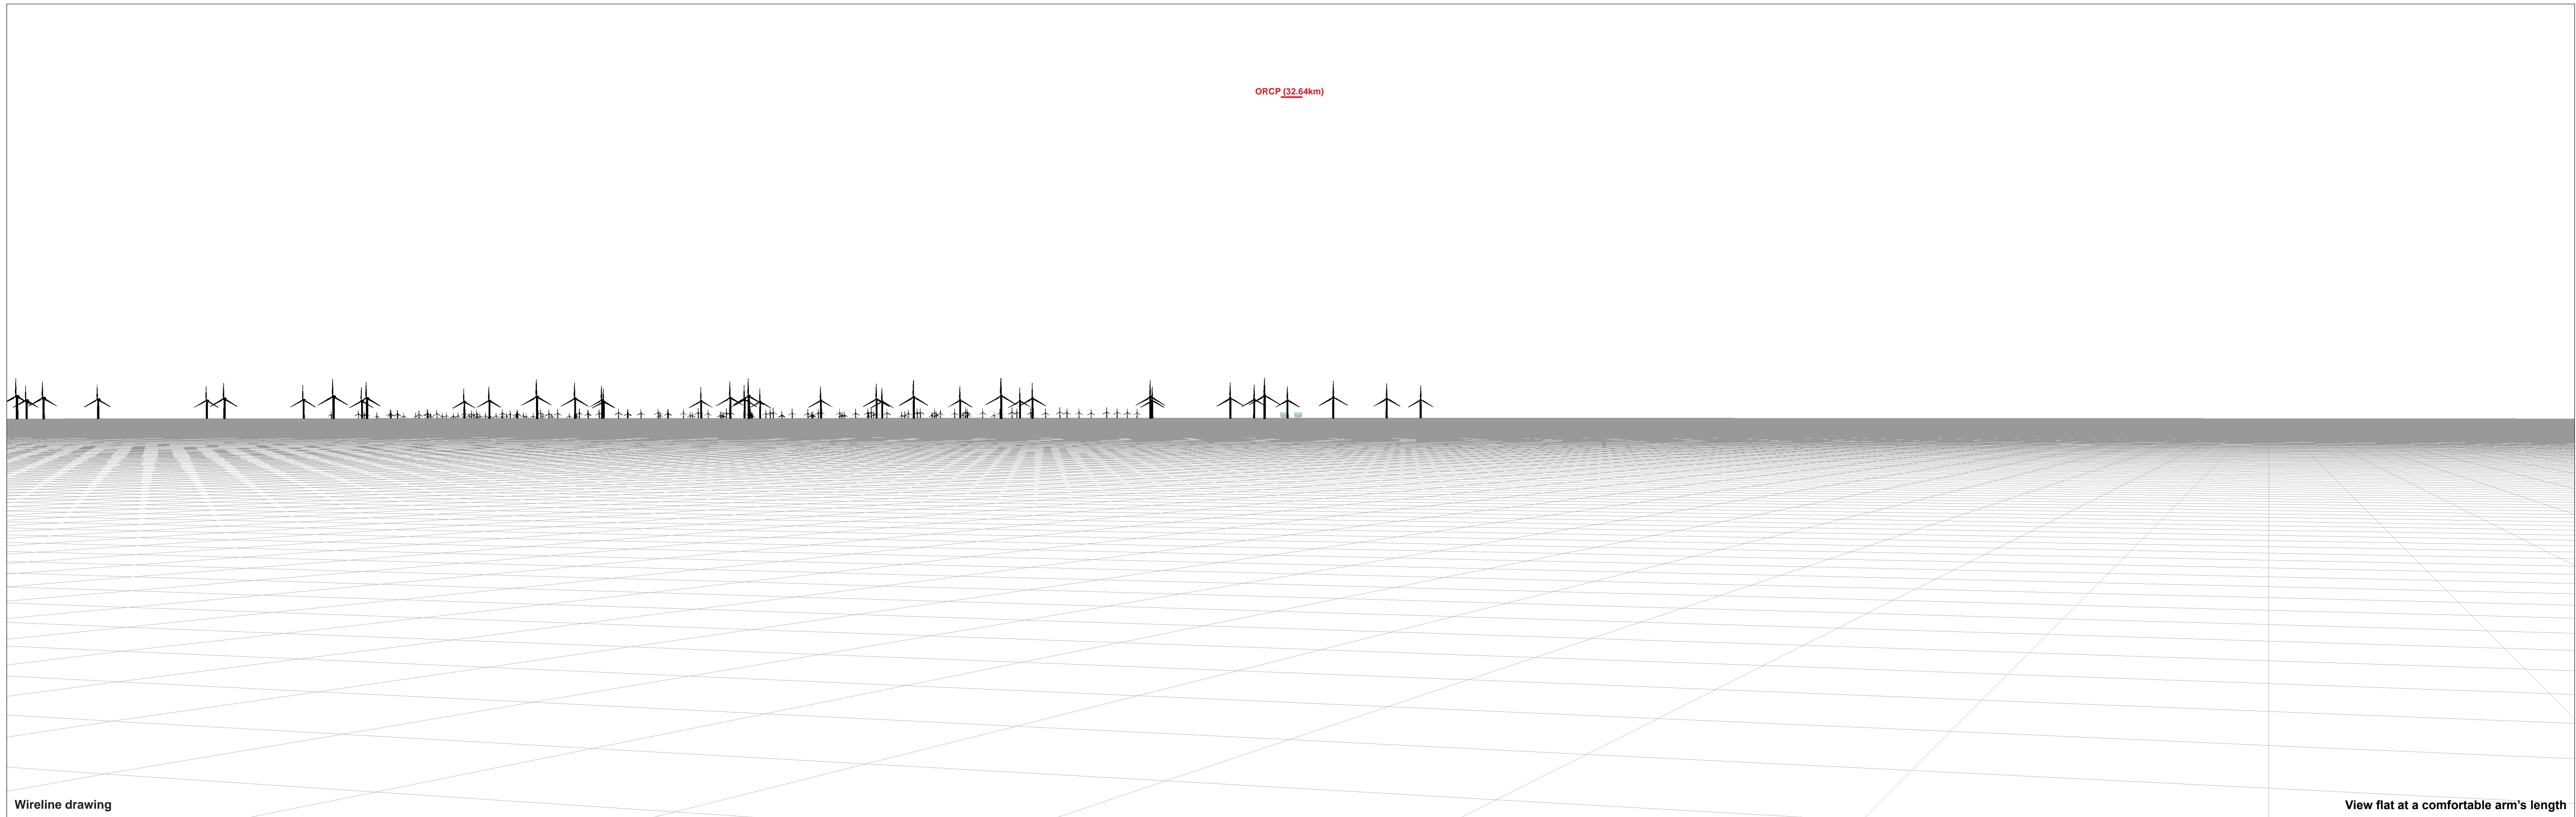 ORCP (32.64km)
Wireline drawing
View flat at a comfortable arm’s length